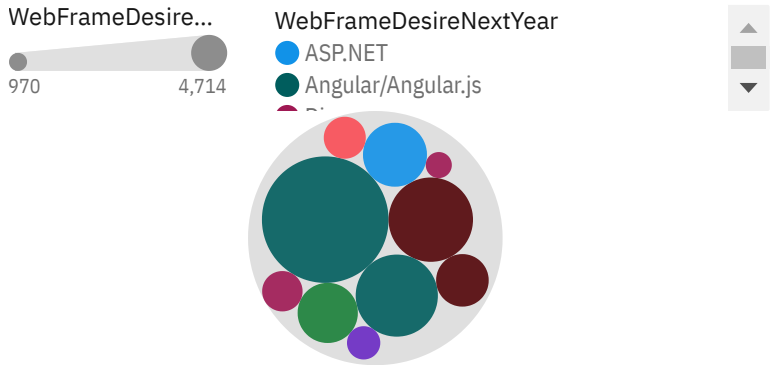 WebFrameDesire...
970 4,714
WebFrameDesireNextYear
ASP.NET
Angular/Angular.js